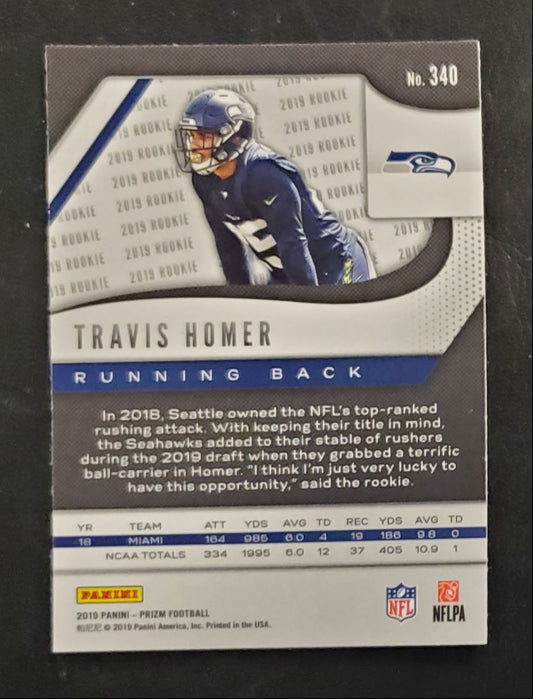 No. 340
2019 ROOKIE
TRAVIS HOMER
RUNNING BACK
In 2018, Seattle owned the NFL's top-ranked
rushing attack. With keeping their title in mind,
the Seahawks added to their stable of rushers
during the 2019 draft when they grabbed a terrific
ball-carrier in Homer. "I think I'm just very lucky to
have this opportunity," said the rookie.
YR TEAM ATT YDS AVG TD REC YDS AVG TD
18 MIAMI 164 985 6.0 4 19 186 9.8 0
NCAA TOTALS 334 1995 6.0 12 37 405 10.9 1
PANINI
2019 PANINI – PRIZM FOOTBALL
帕尼尼 © 2019 Panini America, Inc. Printed in the USA.
NFL
NFLPA